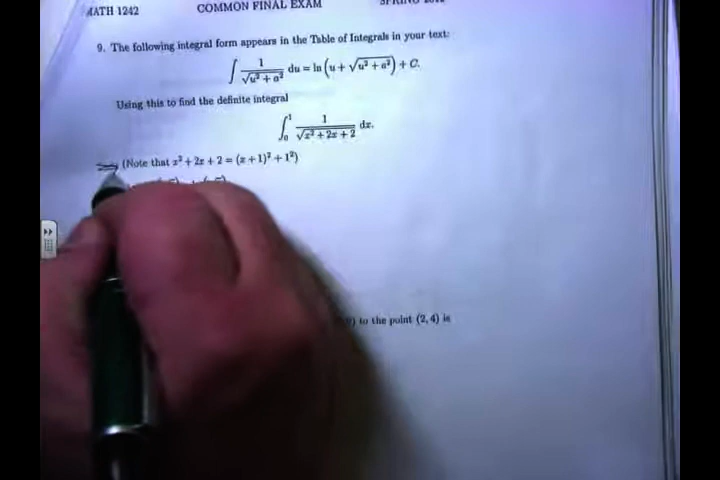 MATH 1242 COMMON FINAL EXAM SPRING
9. The following integral form appears in the Table of Integrals in your text:
∫ 1/√(u² + a²) du = ln (u + √(u² + a²)) + C.
Using this to find the definite integral
∫₀¹ 1/√(x² + 2x + 2) dx.
(Note that x² + 2x + 2 = (x + 1)² + 1²)
to the point (2, 4) is